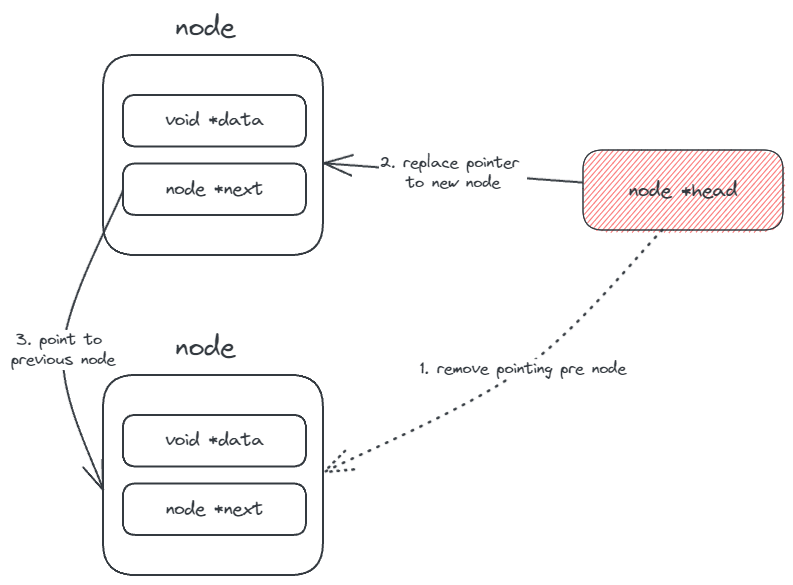 node
void *data
node *next
2. replace pointer
to new node
node *head
3. point to
previous node
1. remove pointing pre node
node
void *data
node *next